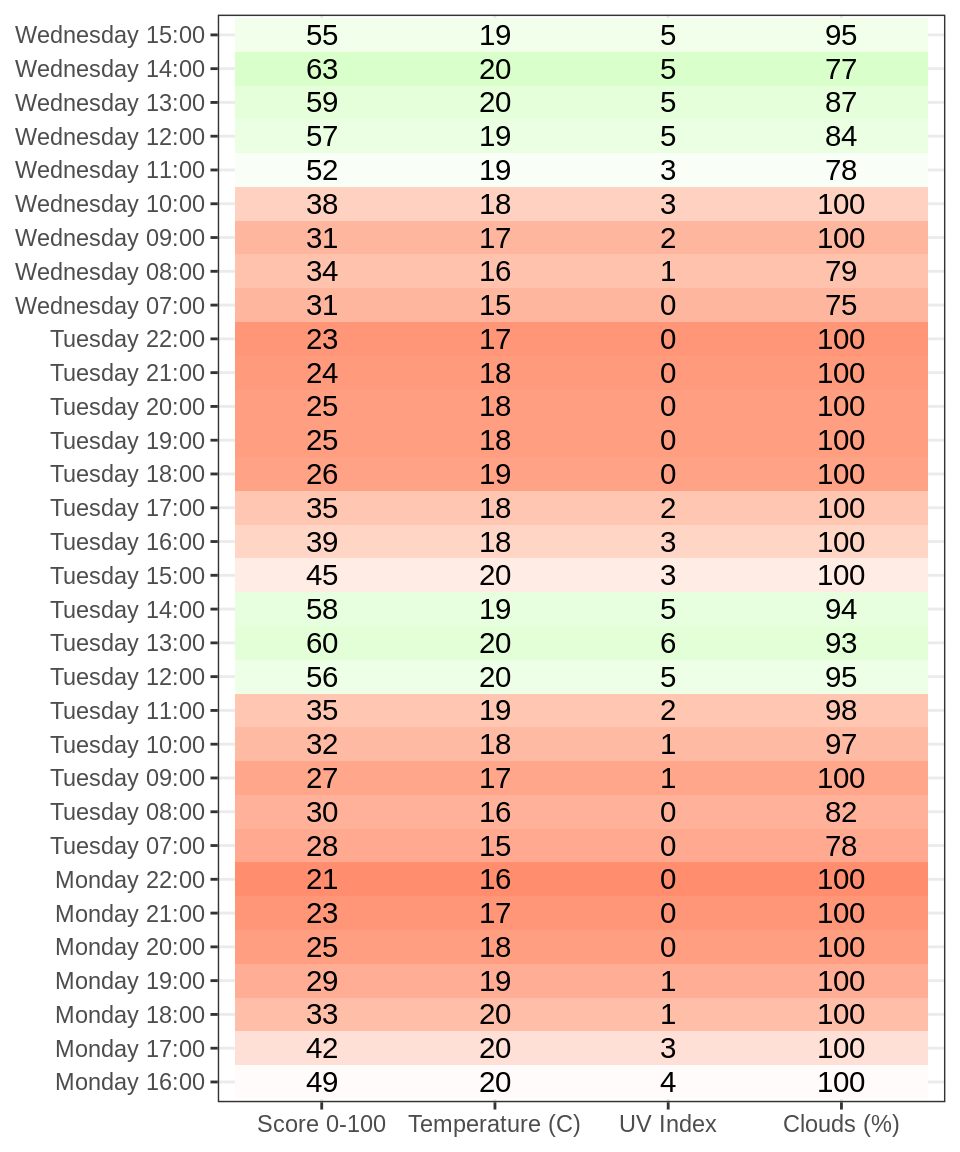 Wednesday 15:00 55 19 5 95
Wednesday 14:00 63 20 5 77
Wednesday 13:00 59 20 5 87
Wednesday 12:00 57 19 5 84
Wednesday 11:00 52 19 3 78
Wednesday 10:00 38 18 3 100
Wednesday 09:00 31 17 2 100
Wednesday 08:00 34 16 1 79
Wednesday 07:00 31 15 0 75
Tuesday 22:00 23 17 0 100
Tuesday 21:00 24 18 0 100
Tuesday 20:00 25 18 0 100
Tuesday 19:00 25 18 0 100
Tuesday 18:00 26 19 0 100
Tuesday 17:00 35 18 2 100
Tuesday 16:00 39 18 3 100
Tuesday 15:00 45 20 3 100
Tuesday 14:00 58 19 5 94
Tuesday 13:00 60 20 6 93
Tuesday 12:00 56 20 5 95
Tuesday 11:00 35 19 2 98
Tuesday 10:00 32 18 1 97
Tuesday 09:00 27 17 1 100
Tuesday 08:00 30 16 0 82
Tuesday 07:00 28 15 0 78
Monday 22:00 21 16 0 100
Monday 21:00 23 17 0 100
Monday 20:00 25 18 0 100
Monday 19:00 29 19 1 100
Monday 18:00 33 20 1 100
Monday 17:00 42 20 3 100
Monday 16:00 49 20 4 100
Score 0-100 Temperature (C) UV Index Clouds (%)